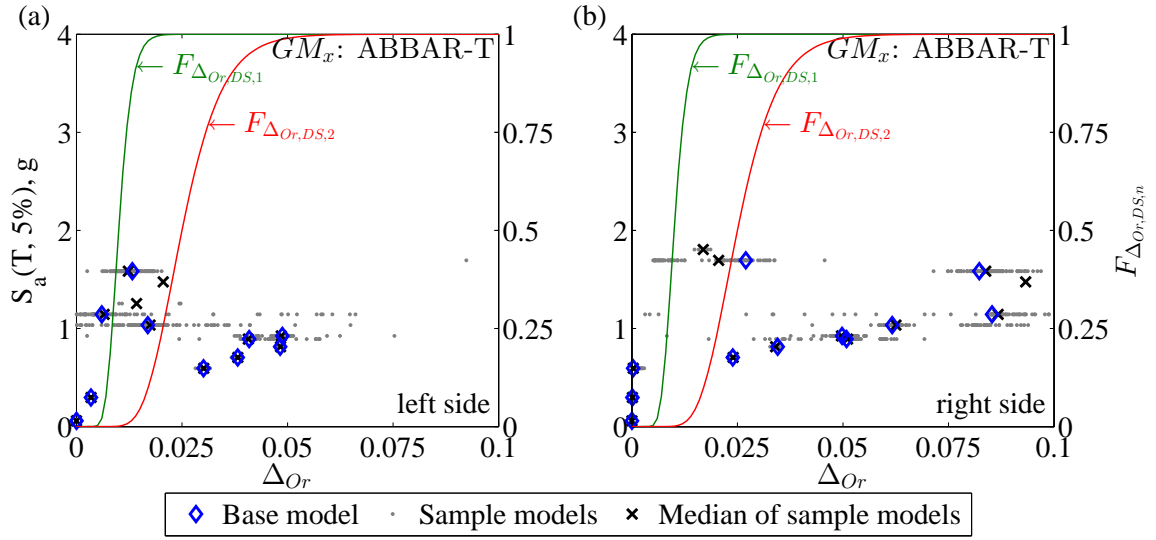 (a)
GM_x: ABBAR-T
F_{Δ_{Or,DS,1}}
F_{Δ_{Or,DS,2}}
left side
S_a(T, 5%), g
4
3
2
1
0
1
0.75
0.5
0.25
0
0 0.025 0.05 0.075 0.1
Δ_{Or}
(b)
GM_x: ABBAR-T
F_{Δ_{Or,DS,1}}
F_{Δ_{Or,DS,2}}
right side
4
3
2
1
0
1
0.75
0.5
0.25
0
F_{Δ_{Or,DS,n}}
0 0.025 0.05 0.075 0.1
Δ_{Or}
Base model Sample models Median of sample models